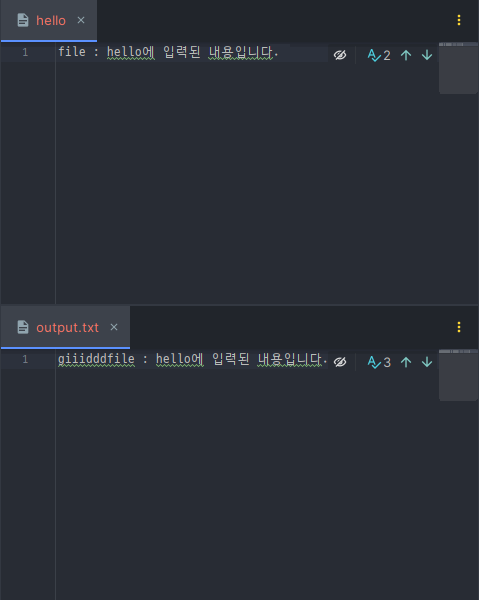 hello
1 file : hello에 입력된 내용입니다.
2
output.txt
1 giiidddfile : hello에 입력된 내용입니다.
3